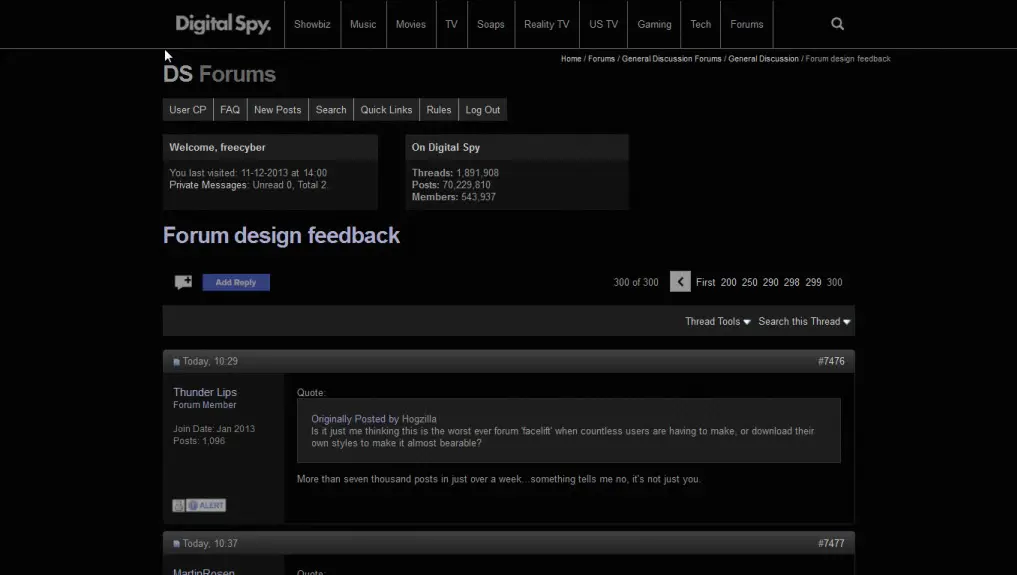 Digital Spy.
Showbiz
Music
Movies
TV
Soaps
Reality TV
US TV
Gaming
Tech
Forums
Home / Forums / General Discussion Forums / General Discussion / Forum design feedback
DS Forums
User CP
FAQ
New Posts
Search
Quick Links
Rules
Log Out
Welcome, freecyber
You last visited: 11-12-2013 at 14:00
Private Messages: Unread 0, Total 2.
On Digital Spy
Threads: 1,891,908
Posts: 70,229,810
Members: 543,937
Forum design feedback
Add Reply
300 of 300
First 200 250 290 298 299 300
Thread Tools
Search this Thread
Today, 10:29
#7476
Thunder Lips
Forum Member
Join Date: Jan 2013
Posts: 1,096
ALERT
Quote:
Originally Posted by Hogzilla
Is it just me thinking this is the worst ever forum 'facelift' when countless users are having to make, or download their
own styles to make it almost bearable?
More than seven thousand posts in just over a week...something tells me no, it's not just you.
Today, 10:37
#7477
MartinRosen
Quote: